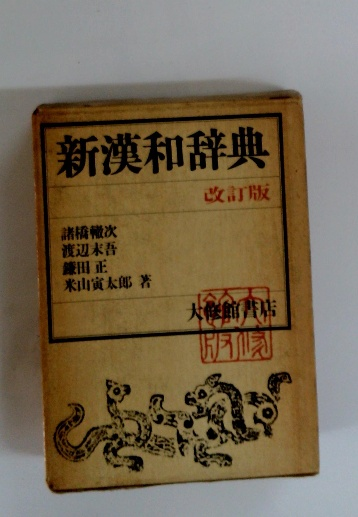 新漢和辞典
改訂版
諸橋轍次
渡辺末吾
鎌田正
米山寅太郎 著
大修館書店